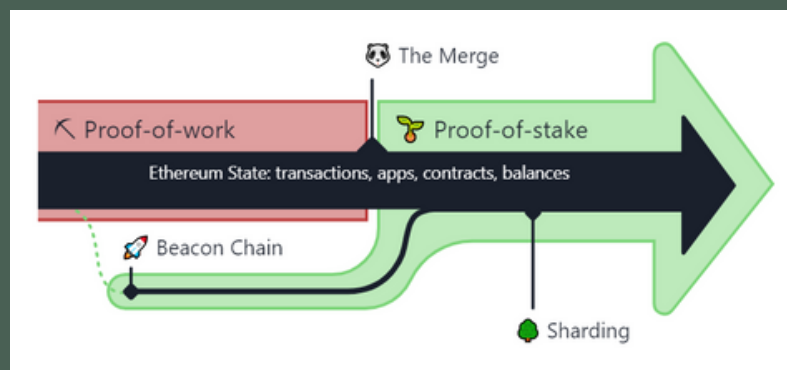 The Merge
Proof-of-work
Proof-of-stake
Ethereum State: transactions, apps, contracts, balances
Beacon Chain
Sharding